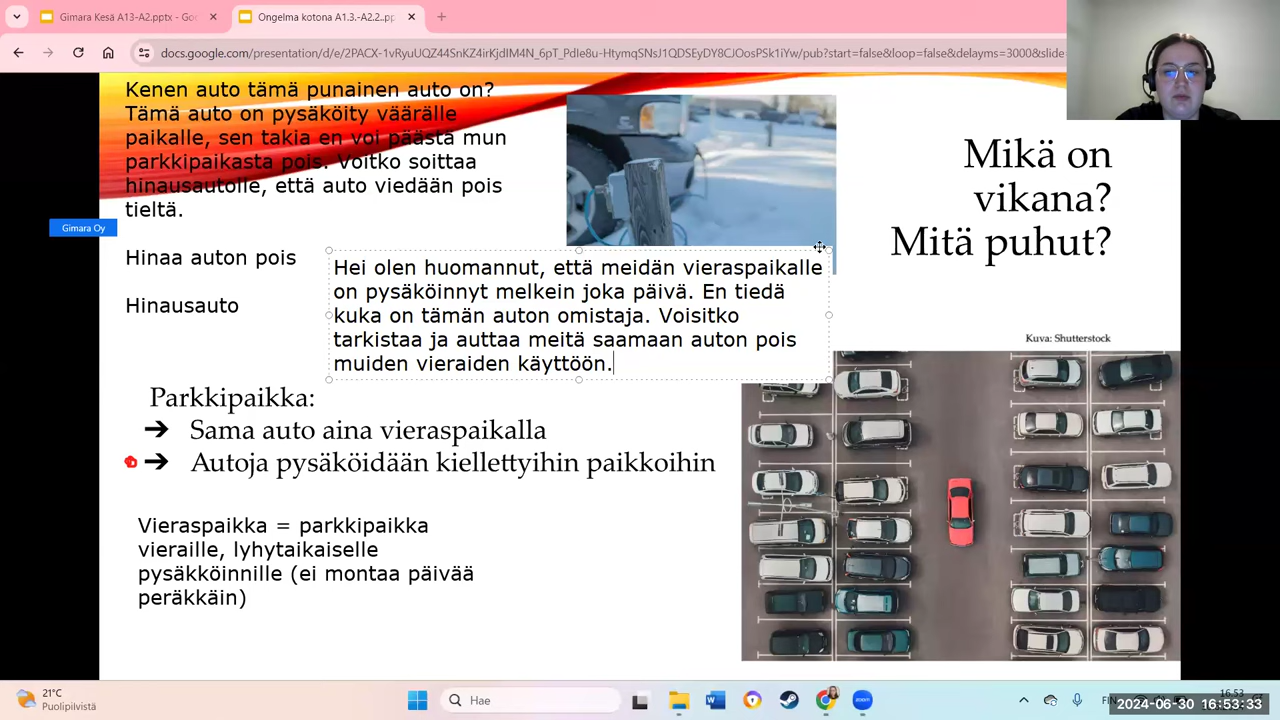 Gimara Kesä A13-A2.pptx - Goo
Ongelma kotona A1.3.-A2.2..pp
docs.google.com/presentation/d/e/2PACX-1vRyuUQZ44SnKZ4irKjdIM4N_6pT_PdIe8u-HtymqSNsJ1QDSEyDY8CJOosPSk1iYw/pub?start=false&loop=false&delayms=3000&slide
Kenen auto tämä punainen auto on?
Tämä auto on pysäköity väärälle
paikalle, sen takia en voi päästä mun
parkkipaikasta pois. Voitko soittaa
hinausautolle, että auto viedään pois
tieltä.
Gimara Oy
Hinaa auton pois
Hinausauto
Mikä on
vikana?
Mitä puhut?
Hei olen huomannut, että meidän vieraspaikalle
on pysäköinnyt melkein joka päivä. En tiedä
kuka on tämän auton omistaja. Voisitko
tarkistaa ja auttaa meitä saamaan auton pois
muiden vieraiden käyttöön.
Kuva: Shutterstock
Parkkipaikka:
➔ Sama auto aina vieraspaikalla
➔ Autoja pysäköidään kiellettyihin paikkoihin
Vieraspaikka = parkkipaikka
vieraille, lyhytaikaiselle
pysäkköinnille (ei montaa päivää
peräkkäin)
21°C
Puolipilvistä
Hae
zoom
FIN
16.53
2024-06-30 16:53:33